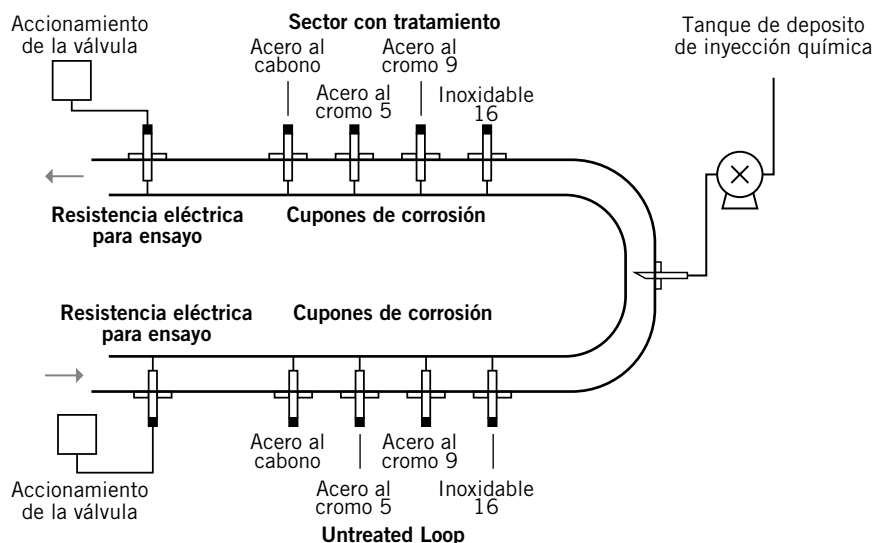 Accionamiento
de la válvula
Sector con tratamiento
Acero al
cabono
Acero al
cromo 9
Acero al
cromo 5
Inoxidable
16
Tanque de deposito
de inyección química
Resistencia eléctrica
para ensayo
Cupones de corrosión
Resistencia eléctrica
para ensayo
Cupones de corrosión
Acero al
cabono
Acero al
cromo 9
Acero al
cromo 5
Inoxidable
16
Accionamiento
de la válvula
Untreated Loop